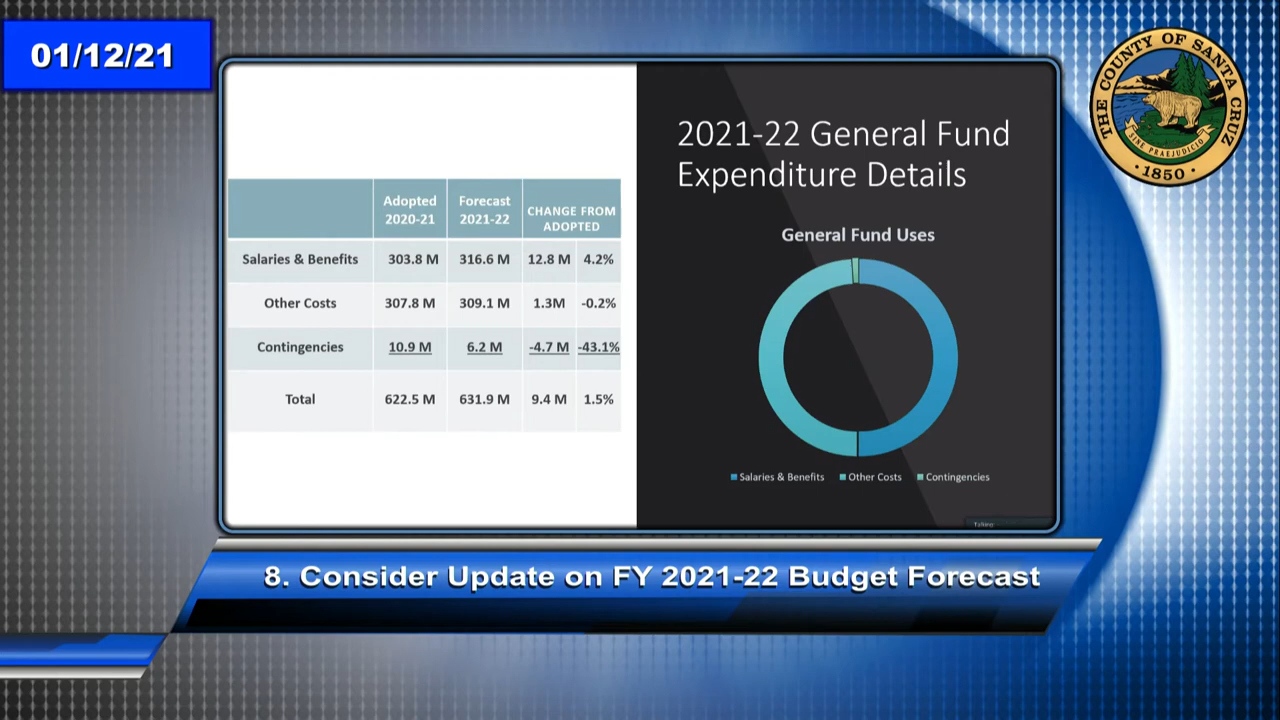 01/12/21
THE COUNTY OF SANTA CRUZ
SINE PRAEJUDICIO
• 1850 •
2021-22 General Fund
Expenditure Details
Adopted 2020-21 Forecast 2021-22 CHANGE FROM ADOPTED
Salaries & Benefits 303.8 M 316.6 M 12.8 M 4.2%
Other Costs 307.8 M 309.1 M 1.3M -0.2%
Contingencies 10.9 M 6.2 M -4.7 M -43.1%
Total 622.5 M 631.9 M 9.4 M 1.5%
General Fund Uses
Salaries & Benefits Other Costs Contingencies
8. Consider Update on FY 2021-22 Budget Forecast